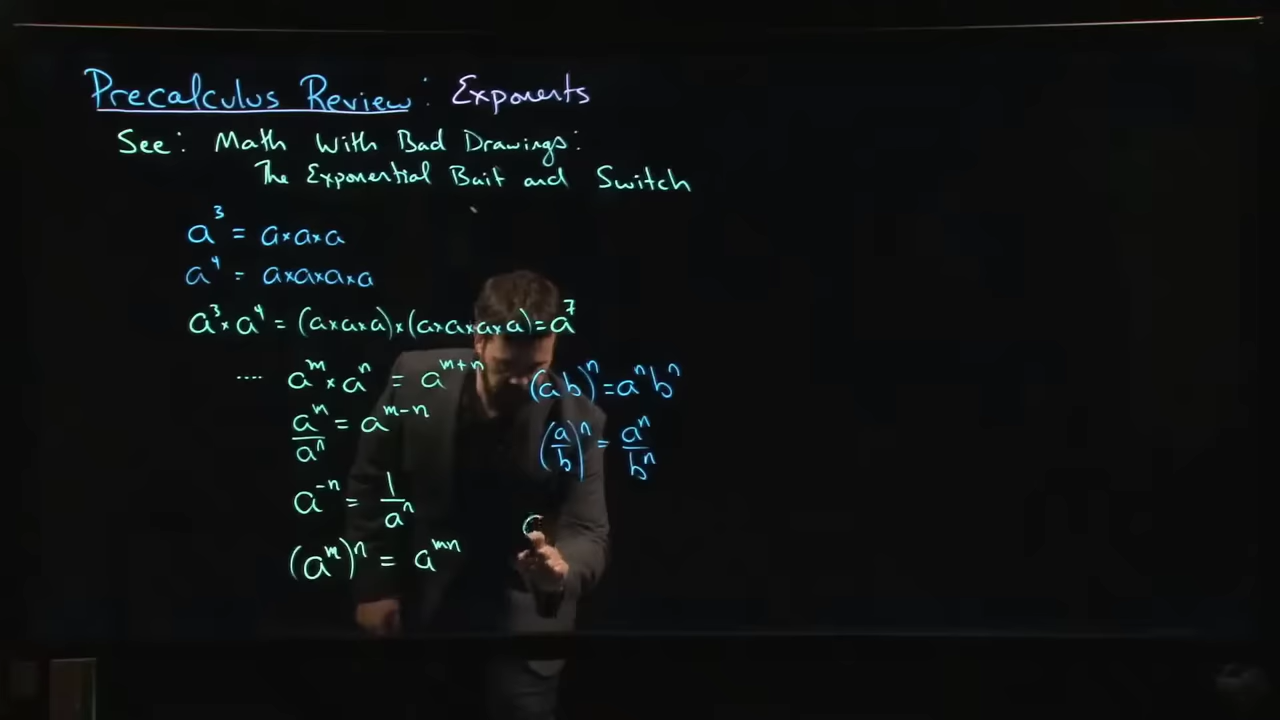 Precalculus Review: Exponents
See: Math With Bad Drawings:
The Exponential Bait and Switch
a³ = a×a×a
a⁴ = a×a×a×a
a³×a⁴ = (a×a×a)×(a×a×a×a)=a⁷
.... aᵐ × aⁿ = aᵐ⁺ⁿ
aᵐ/aⁿ = aᵐ⁻ⁿ
a⁻ⁿ = 1/aⁿ
(aᵐ)ⁿ = aᵐⁿ
(ab)ⁿ=aⁿbⁿ
(a/b)ⁿ = aⁿ/bⁿ